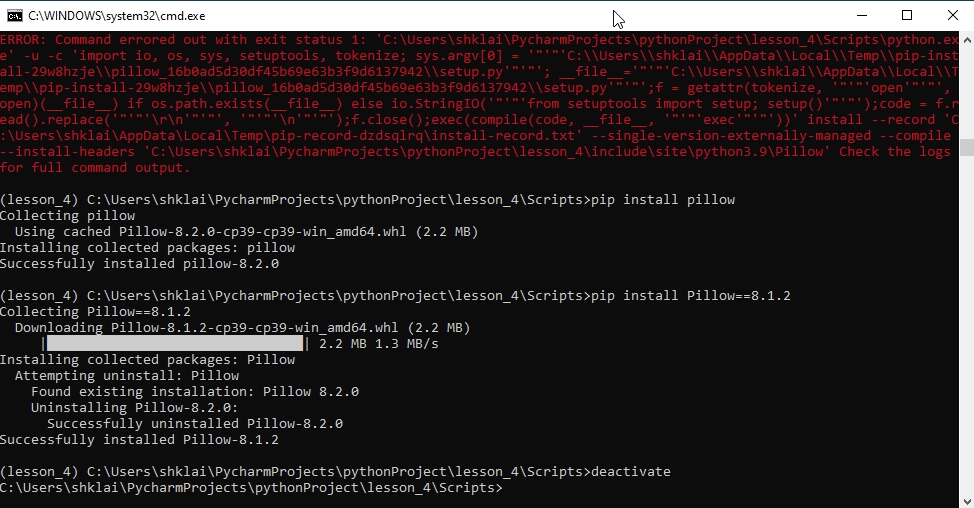 C:\WINDOWS\system32\cmd.exe
ERROR: Command errored out with exit status 1: 'C:\Users\shklai\PycharmProjects\pythonProject\lesson_4\Scripts\python.ex
e' -u -c 'import io, os, sys, setuptools, tokenize; sys.argv[0] = '"'"'C:\\Users\\shklai\\AppData\\Local\\Temp\\pip-inst
all-29w8hzje\\pillow_16b0ad5d30df45b69e63b3f9d6137942\\setup.py'"'"'; __file__='"'"'C:\\Users\\shklai\\AppData\\Local\\T
emp\\pip-install-29w8hzje\\pillow_16b0ad5d30df45b69e63b3f9d6137942\\setup.py'"'"';f = getattr(tokenize, '"'"'open'"'"',
open)(__file__) if os.path.exists(__file__) else io.StringIO('"'"'from setuptools import setup; setup()'"'"');code = f.r
ead().replace('"'"'\r\n'"'"', '"'"'\n'"'"');f.close();exec(compile(code, __file__, '"'"'exec'"'"'))' install --record 'C
:\Users\shklai\AppData\Local\Temp\pip-record-dzdsqlrq\install-record.txt' --single-version-externally-managed --compile
--install-headers 'C:\Users\shklai\PycharmProjects\pythonProject\lesson_4\include\site\python3.9\Pillow' Check the logs
for full command output.
(lesson_4) C:\Users\shklai\PycharmProjects\pythonProject\lesson_4\Scripts>pip install pillow
Collecting pillow
Using cached Pillow-8.2.0-cp39-cp39-win_amd64.whl (2.2 MB)
Installing collected packages: pillow
Successfully installed pillow-8.2.0
(lesson_4) C:\Users\shklai\PycharmProjects\pythonProject\lesson_4\Scripts>pip install Pillow==8.1.2
Collecting Pillow==8.1.2
Downloading Pillow-8.1.2-cp39-cp39-win_amd64.whl (2.2 MB)
|████████████████████████████████| 2.2 MB 1.3 MB/s
Installing collected packages: Pillow
Attempting uninstall: Pillow
Found existing installation: Pillow 8.2.0
Uninstalling Pillow-8.2.0:
Successfully uninstalled Pillow-8.2.0
Successfully installed Pillow-8.1.2
(lesson_4) C:\Users\shklai\PycharmProjects\pythonProject\lesson_4\Scripts>deactivate
C:\Users\shklai\PycharmProjects\pythonProject\lesson_4\Scripts>